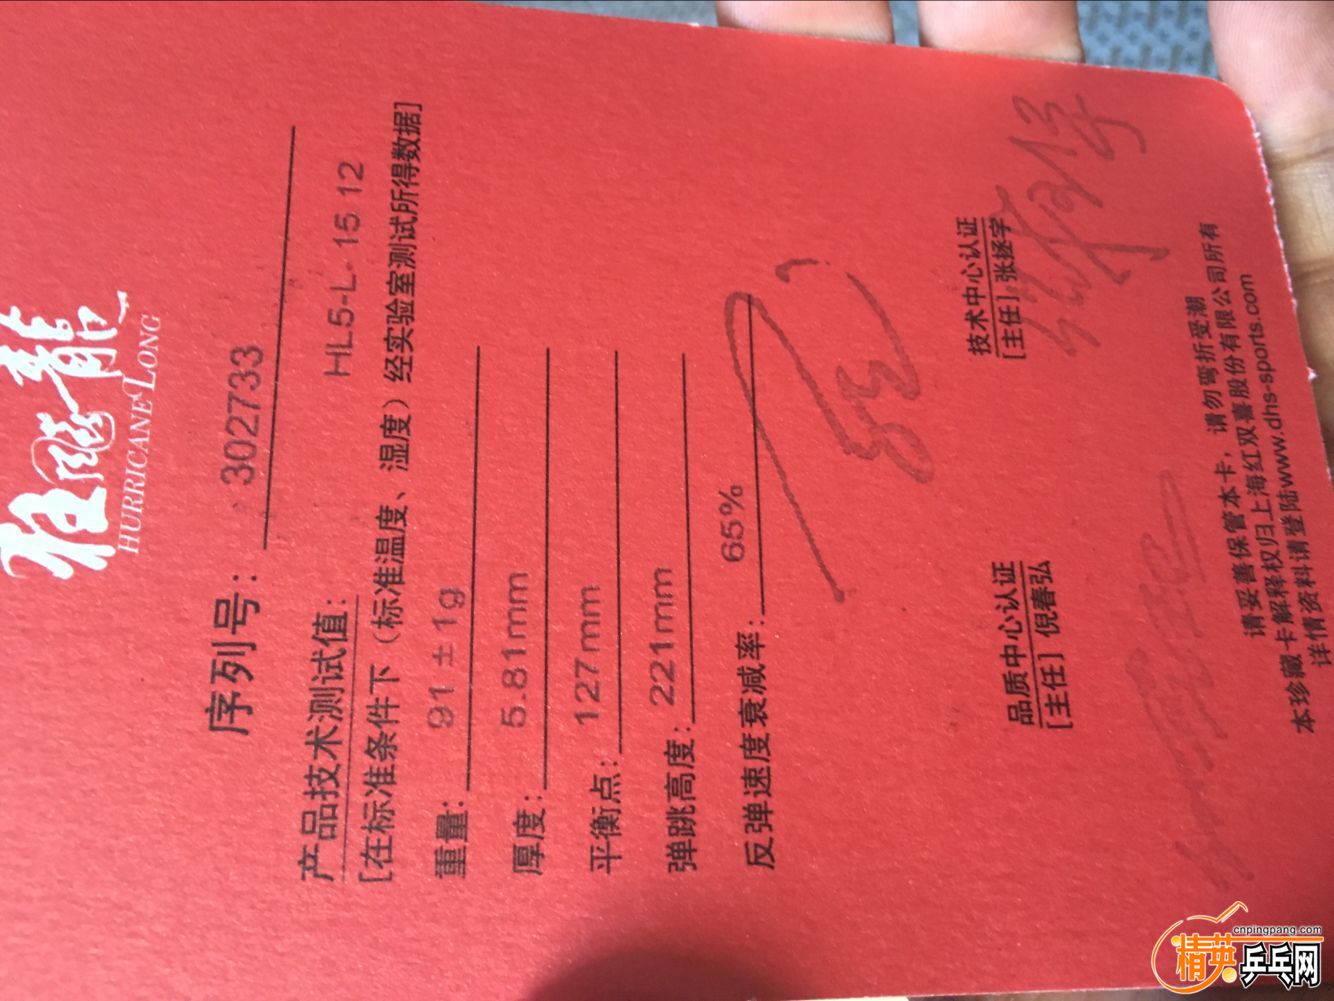 狂飚龍
HURRICANE LONG
序列号: 302733
产品技术测试值: HL5-L- 15 12
[在标准条件下（标准温度、湿度）经实验室测试所得数据]
重量: 91 ± 1g
厚度: 5.81mm
平衡点: 127mm
弹跳高度: 221mm
反弹速度衰减率: 65%
品质中心认证
[主任] 倪春弘
技术中心认证
[主任] 张拯宇
请妥善保管本卡，请勿弯折受潮
本珍藏卡解释权归上海红双喜股份有限公司所有
详情资料请登陆www.dhs-sports.com
cnpingpang.com
精英乒乓网